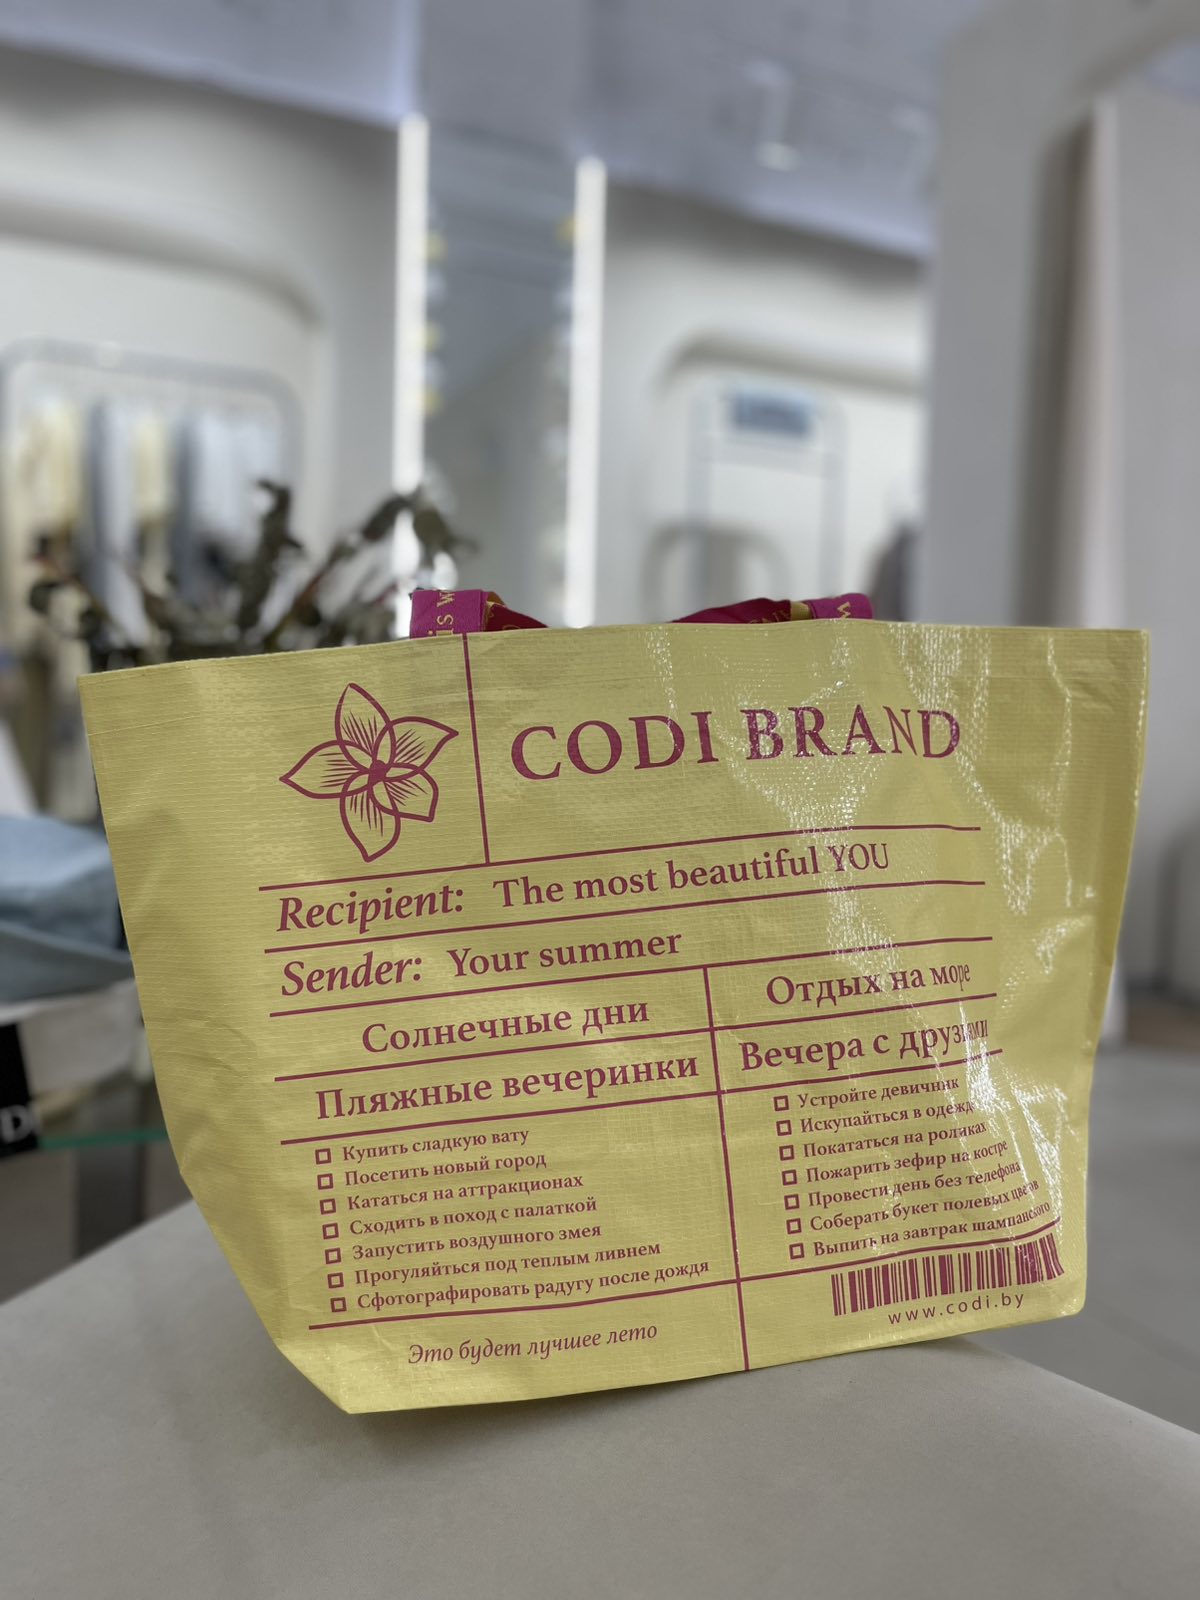 CODI BRAND
Recipient: The most beautiful YOU
Sender: Your summer
Солнечные дни
Отдых на море
Пляжные вечеринки
Вечера с друзьями
Купить сладкую вату
Посетить новый город
Кататься на аттракционах
Сходить в поход с палаткой
Запустить воздушного змея
Прогуляйться под теплым ливнем
Сфотографировать радугу после дождя
Устройте девичник
Искупайться в одежде
Покататься на роликах
Пожарить зефир на костре
Провести день без телефона
Соберать букет полевых цветов
Выпить на завтрак шампанского
Это будет лучшее лето
www.codi.by